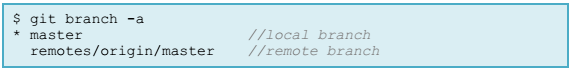 $ git branch -a
* master //local branch
remotes/origin/master //remote branch